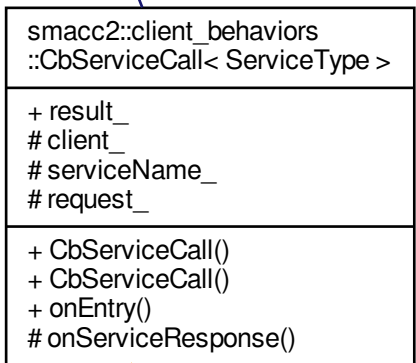 smacc2::client_behaviors
::CbServiceCall< ServiceType >
+ result_
# client_
# serviceName_
# request_
+ CbServiceCall()
+ CbServiceCall()
+ onEntry()
# onServiceResponse()